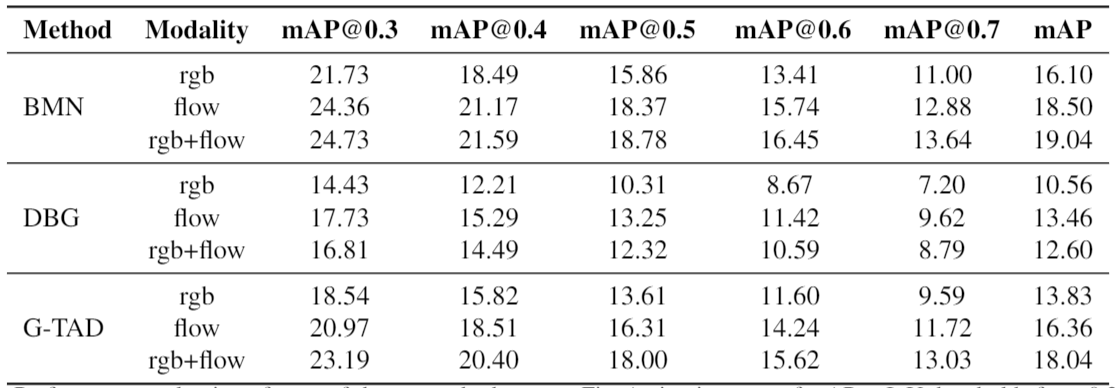 Method Modality mAP@0.3 mAP@0.4 mAP@0.5 mAP@0.6 mAP@0.7 mAP
rgb 21.73 18.49 15.86 13.41 11.00 16.10
BMN flow 24.36 21.17 18.37 15.74 12.88 18.50
rgb+flow 24.73 21.59 18.78 16.45 13.64 19.04
rgb 14.43 12.21 10.31 8.67 7.20 10.56
DBG flow 17.73 15.29 13.25 11.42 9.62 13.46
rgb+flow 16.81 14.49 12.32 10.59 8.79 12.60
rgb 18.54 15.82 13.61 11.60 9.59 13.83
G-TAD flow 20.97 18.51 16.31 14.24 11.72 16.36
rgb+flow 23.19 20.40 18.00 15.62 13.03 18.04